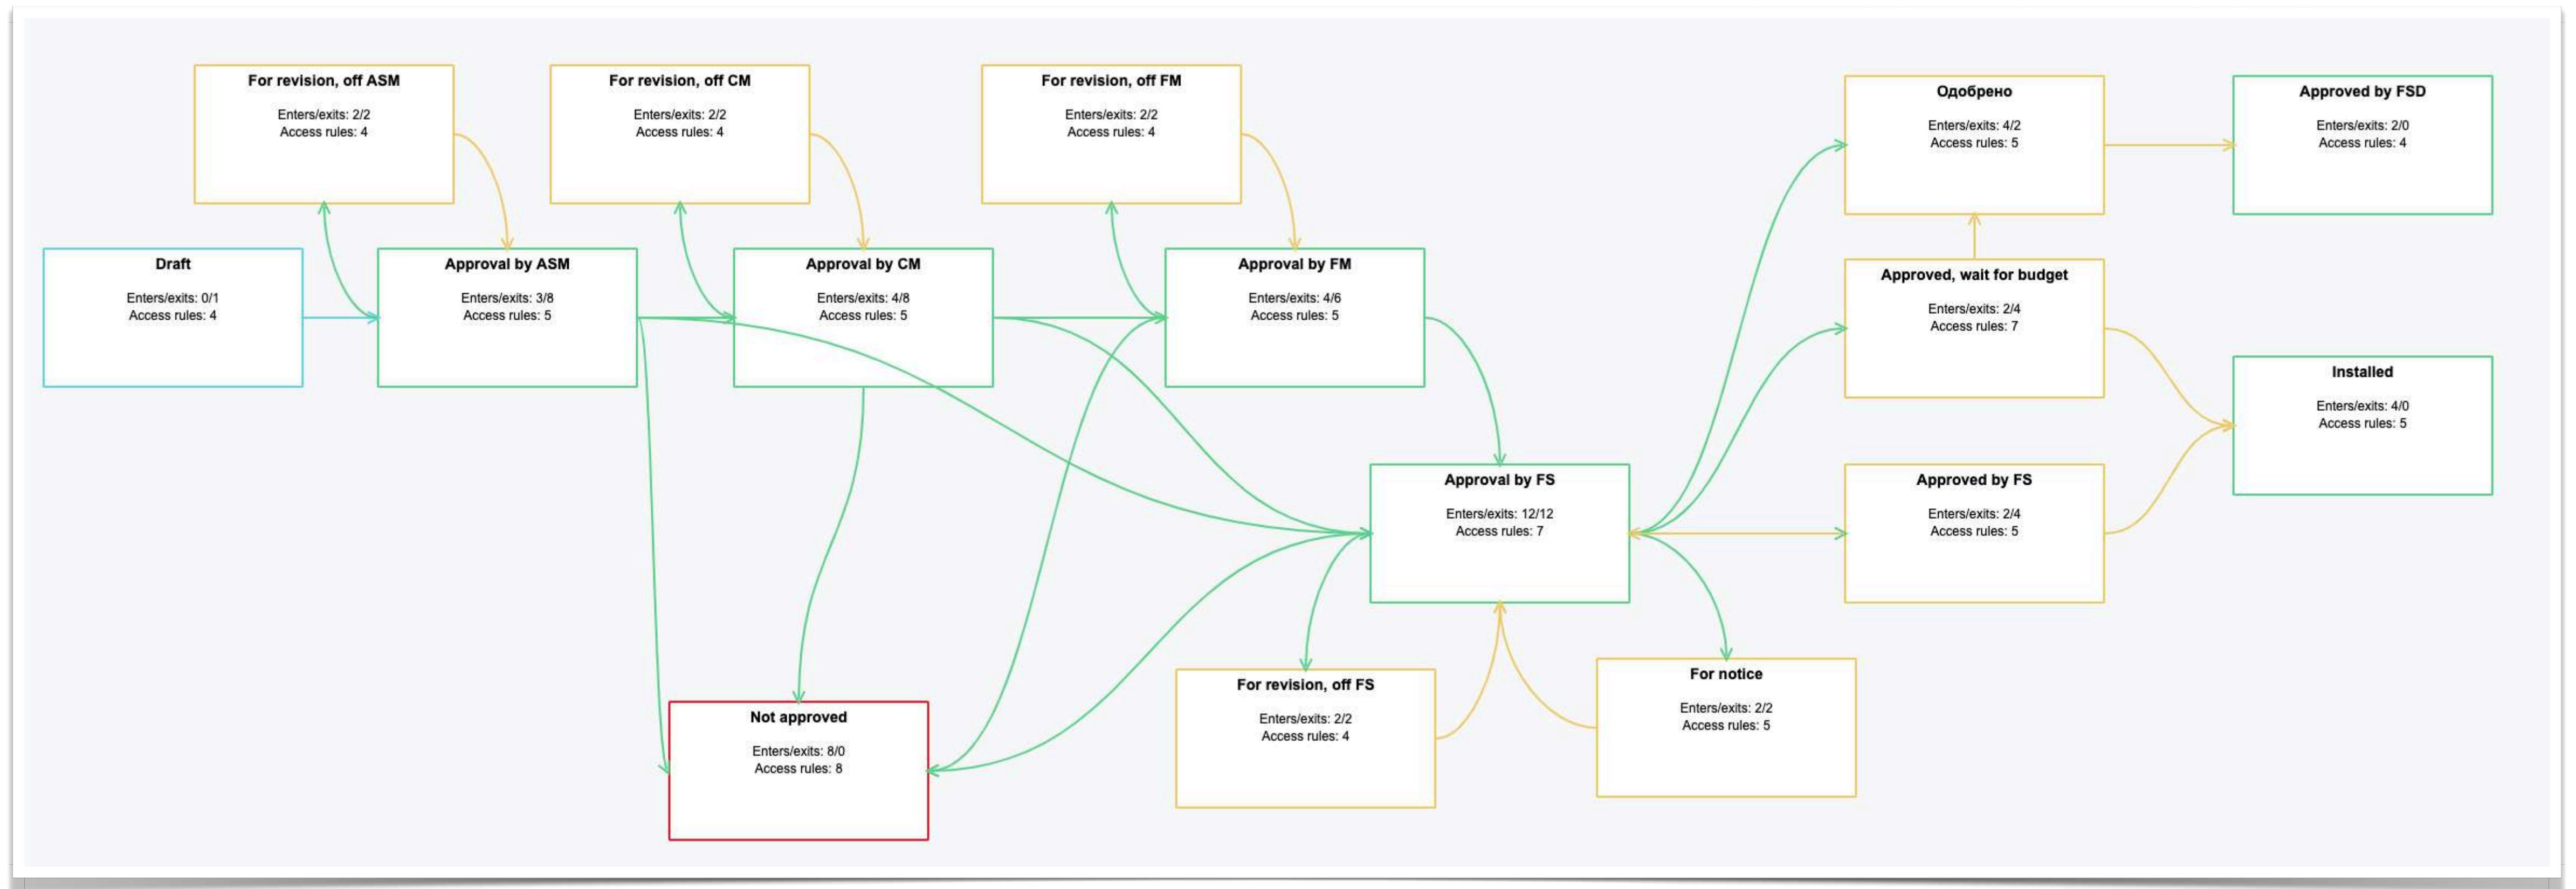 For revision, off ASM
Enters/exits: 2/2
Access rules: 4
For revision, off CM
Enters/exits: 2/2
Access rules: 4
For revision, off FM
Enters/exits: 2/2
Access rules: 4
Одобрено
Enters/exits: 4/2
Access rules: 5
Approved by FSD
Enters/exits: 2/0
Access rules: 4
Draft
Enters/exits: 0/1
Access rules: 4
Approval by ASM
Enters/exits: 3/8
Access rules: 5
Approval by CM
Enters/exits: 4/8
Access rules: 5
Approval by FM
Enters/exits: 4/6
Access rules: 5
Approved, wait for budget
Enters/exits: 2/4
Access rules: 7
Installed
Enters/exits: 4/0
Access rules: 5
Approval by FS
Enters/exits: 12/12
Access rules: 7
Approved by FS
Enters/exits: 2/4
Access rules: 5
Not approved
Enters/exits: 8/0
Access rules: 8
For revision, off FS
Enters/exits: 2/2
Access rules: 4
For notice
Enters/exits: 2/2
Access rules: 5